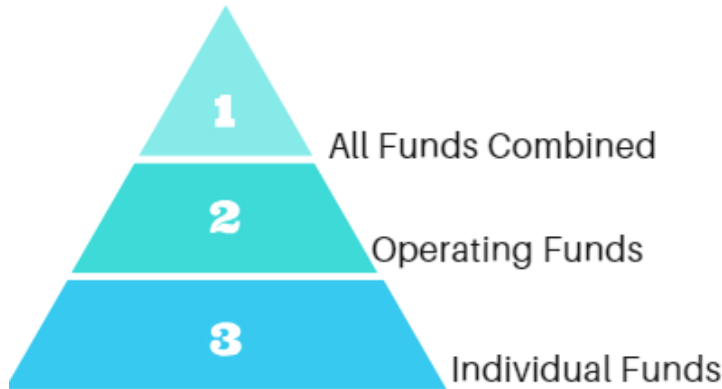 1
All Funds Combined
2
Operating Funds
3
Individual Funds